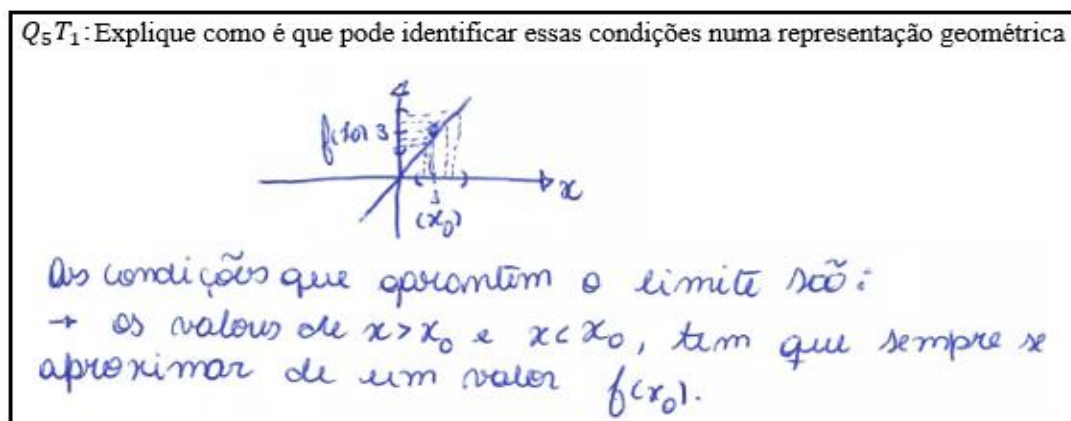 Q₅T₁: Explique como é que pode identificar essas condições numa representação geométrica
f(x₀) 3
x
(x₀)
As condições que garantem o limite são:
→ os valores de x > x₀ e x < x₀, tem que sempre se
aproximar de um valor f(x₀).